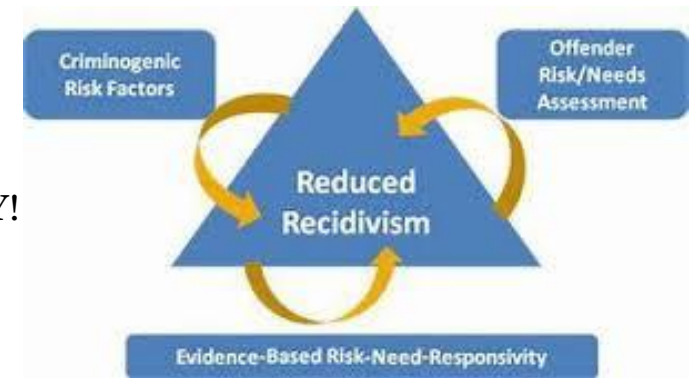 Criminogenic
Risk Factors
Offender
Risk/Needs
Assessment
Y!
Reduced
Recidivism
Evidence-Based Risk-Need-Responsivity